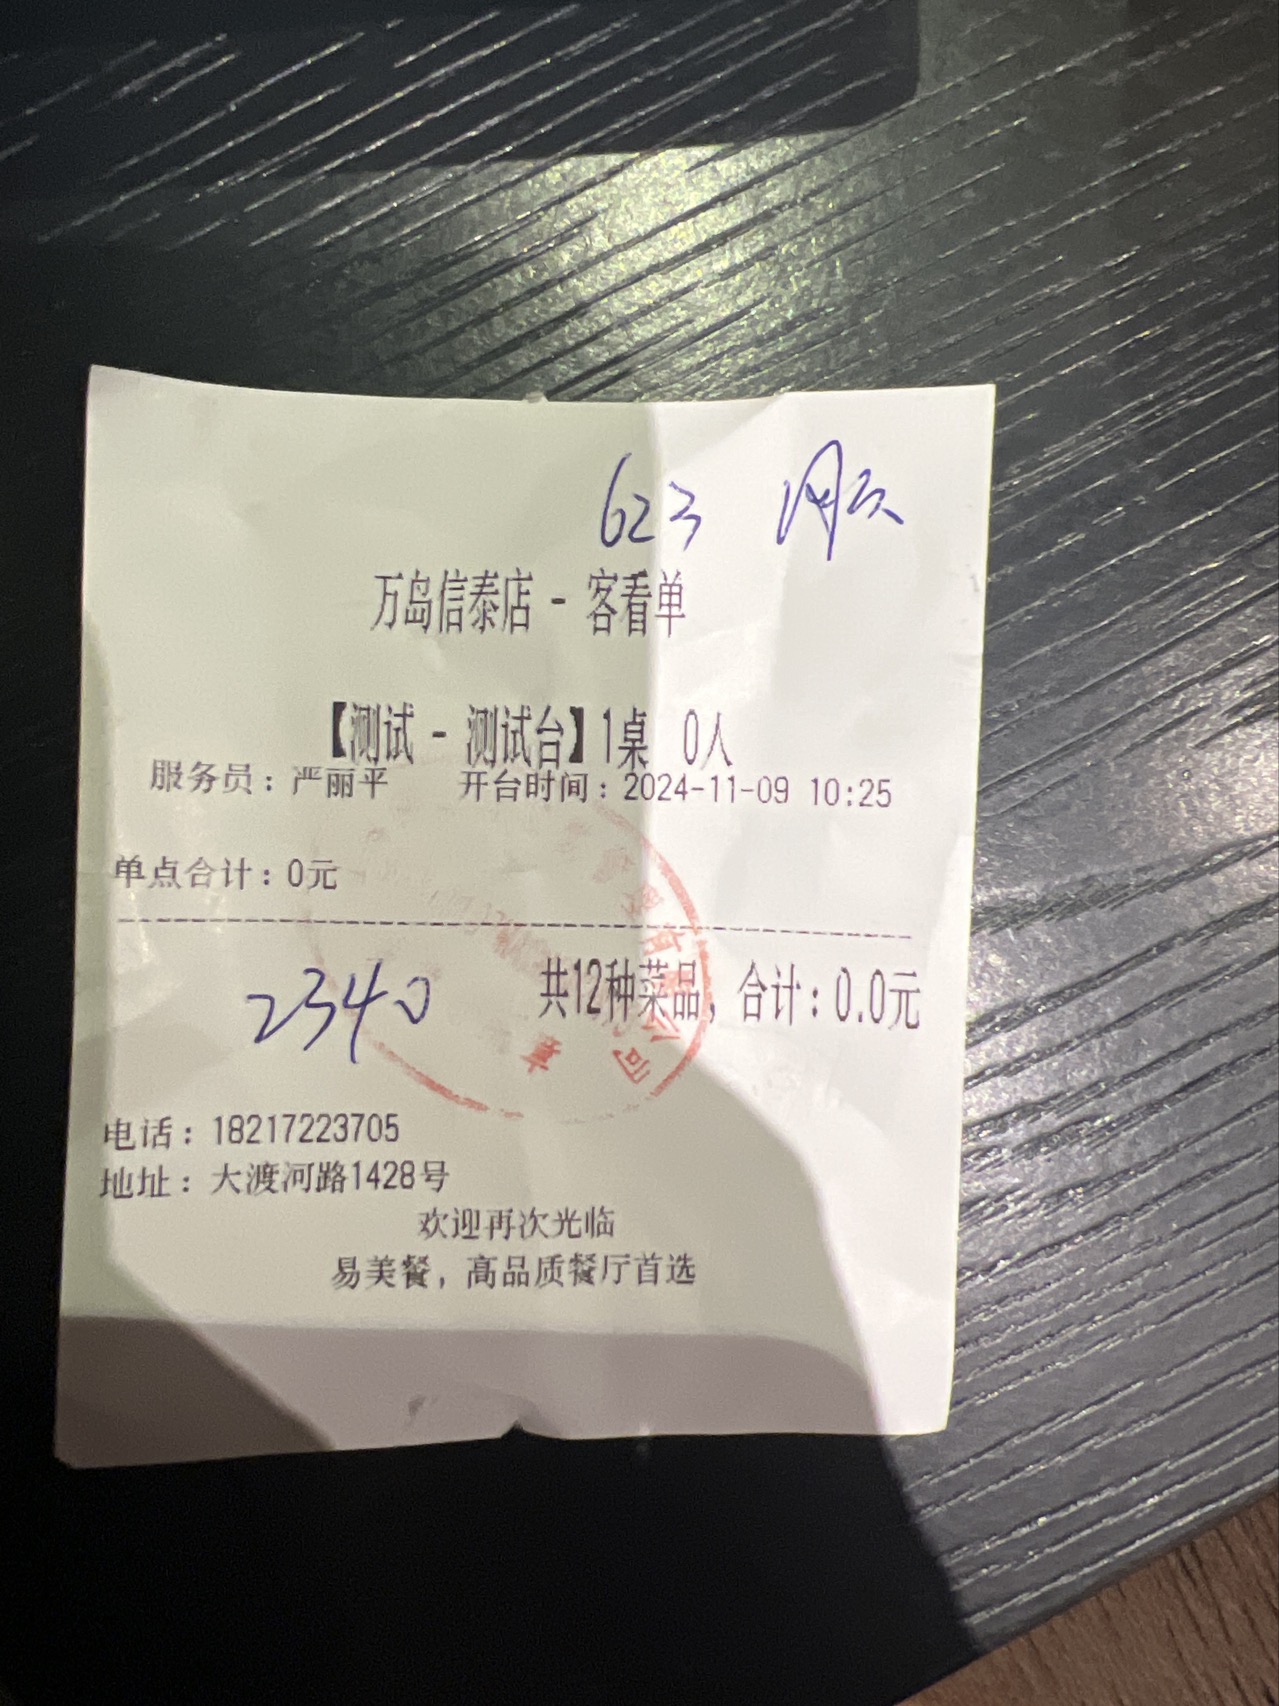 623
万岛信泰店 - 客看单
【测试 - 测试台】1桌 0人
服务员：严丽平 开台时间：2024-11-09 10:25
单点合计：0元
2340 共12种菜品，合计：0.0元
电话：18217223705
地址：大渡河路1428号
欢迎再次光临
易美餐，高品质餐厅首选